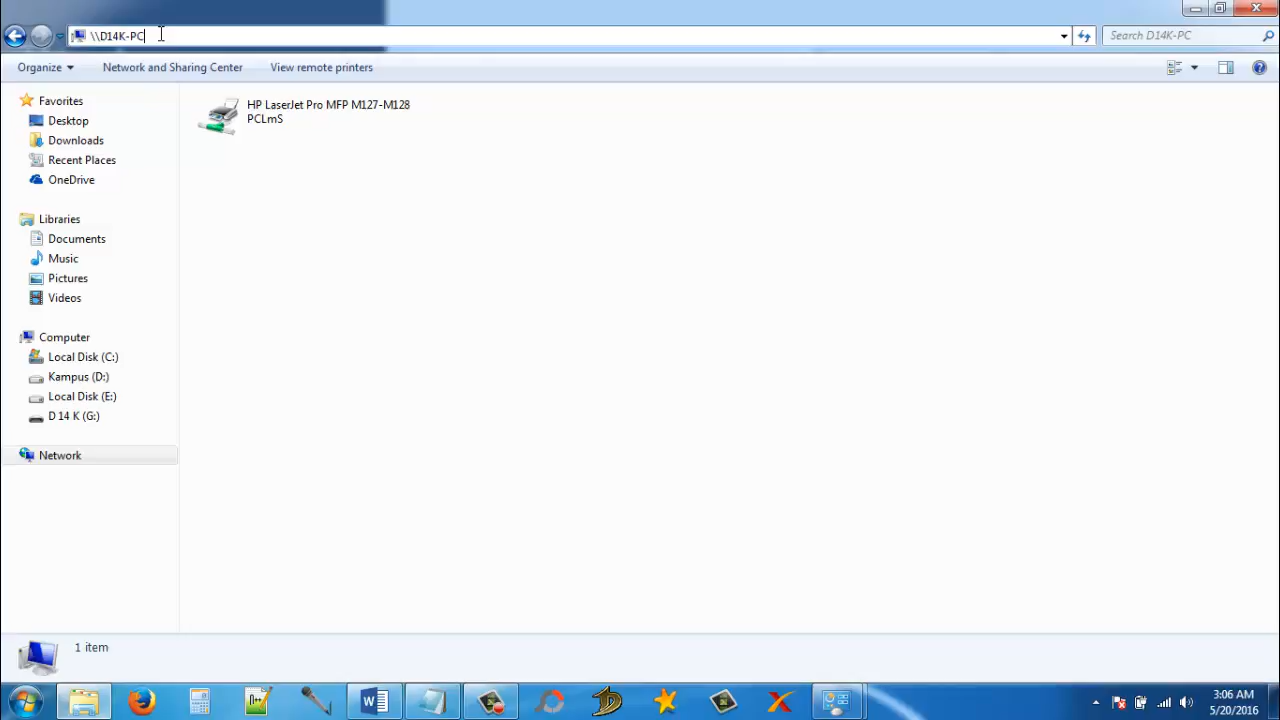 \\D14K-PC
Search D14K-PC
Organize
Network and Sharing Center
View remote printers
Favorites
Desktop
Downloads
Recent Places
OneDrive
Libraries
Documents
Music
Pictures
Videos
Computer
Local Disk (C:)
Kampus (D:)
Local Disk (E:)
D 14 K (G:)
Network
HP LaserJet Pro MFP M127-M128
PCLmS
1 item
3:06 AM
5/20/2016